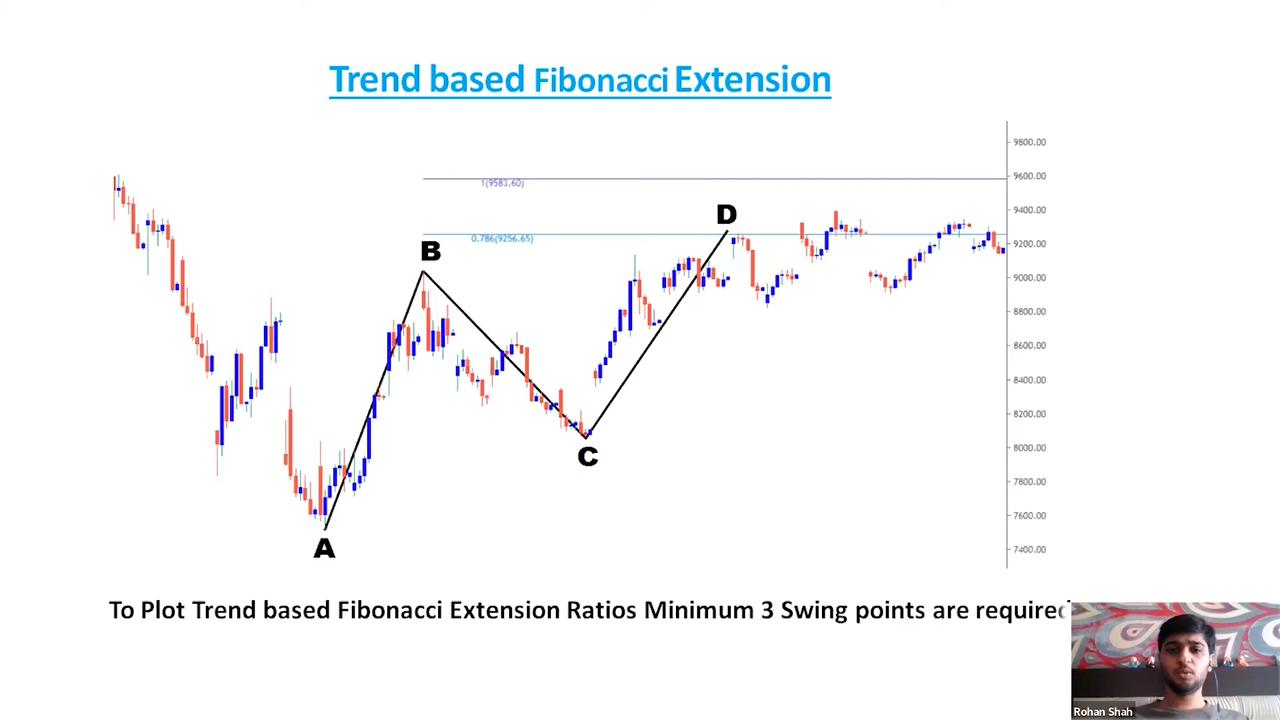 Trend based Fibonacci Extension
9800.00
1(9583.60)
9600.00
D
9400.00
0.786(9256.65)
9200.00
B
9000.00
8800.00
8600.00
8400.00
8200.00
8000.00
C
7800.00
7600.00
A
7400.00
To Plot Trend based Fibonacci Extension Ratios Minimum 3 Swing points are required
Rohan Shah